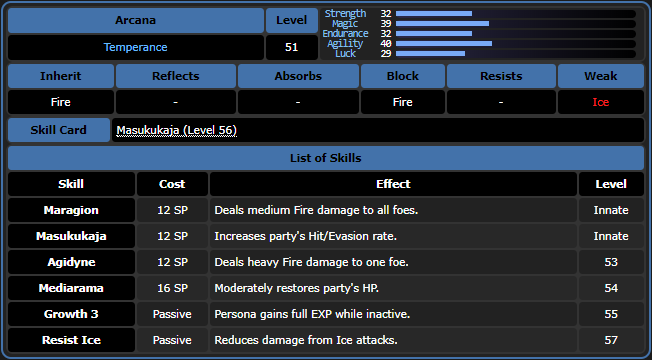 Arcana Level
Temperance 51
Strength 32
Magic 39
Endurance 32
Agility 40
Luck 29
Inherit Reflects Absorbs Block Resists Weak
Fire - - Fire - Ice
Skill Card Masukukaja (Level 56)
List of Skills
Skill Cost Effect Level
Maragion 12 SP Deals medium Fire damage to all foes. Innate
Masukukaja 12 SP Increases party's Hit/Evasion rate. Innate
Agidyne 12 SP Deals heavy Fire damage to one foe. 53
Mediarama 16 SP Moderately restores party's HP. 54
Growth 3 Passive Persona gains full EXP while inactive. 55
Resist Ice Passive Reduces damage from Ice attacks. 57